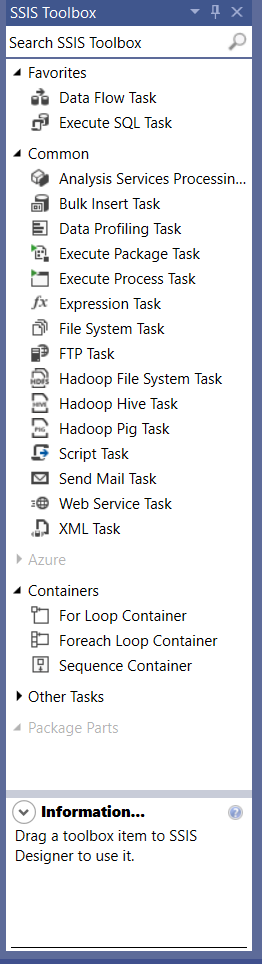 SSIS Toolbox
Search SSIS Toolbox
Favorites
Data Flow Task
Execute SQL Task
Common
Analysis Services Processin...
Bulk Insert Task
Data Profiling Task
Execute Package Task
Execute Process Task
fx Expression Task
File System Task
FTP Task
HDFS Hadoop File System Task
HIVE Hadoop Hive Task
PIG Hadoop Pig Task
Script Task
Send Mail Task
Web Service Task
XML Task
Azure
Containers
For Loop Container
Foreach Loop Container
Sequence Container
Other Tasks
Package Parts
Information... ?
Drag a toolbox item to SSIS
Designer to use it.